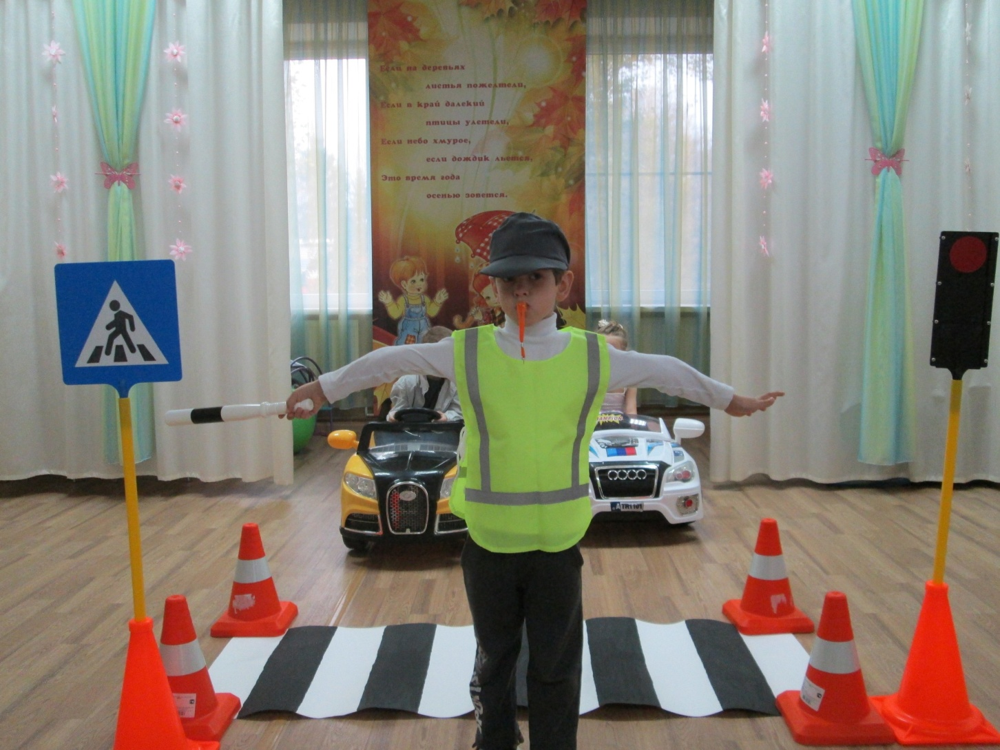 Если на деревьях
листья пожелтели,
Если в край далекий
птицы улетели,
Если небо хмурое,
если дождик льется,
Это время года
осенью зовется.
ATR1101